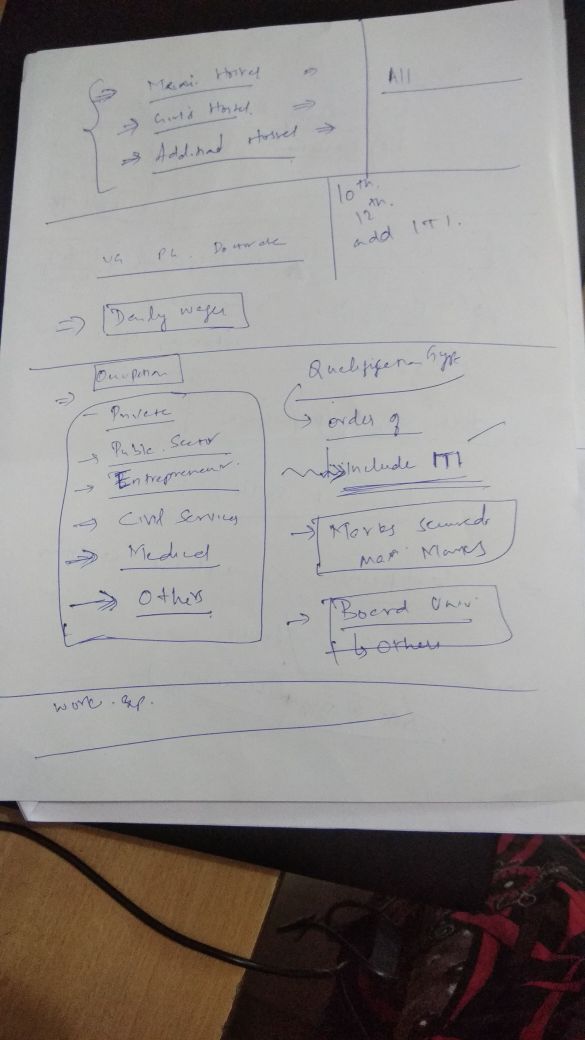 Hostel
All
Girls Hostel.
Additional Hostel
10th.
12th.
add ITI.
UG PG. Doctorate
Daily wages
Occupation
Private
Public Sector
Entrepreneur.
Civil Services
Medical
Others
Qualification Type
order of
include ITI
Marks secured
max. Marks
Board Univ.
Others
work. exp.